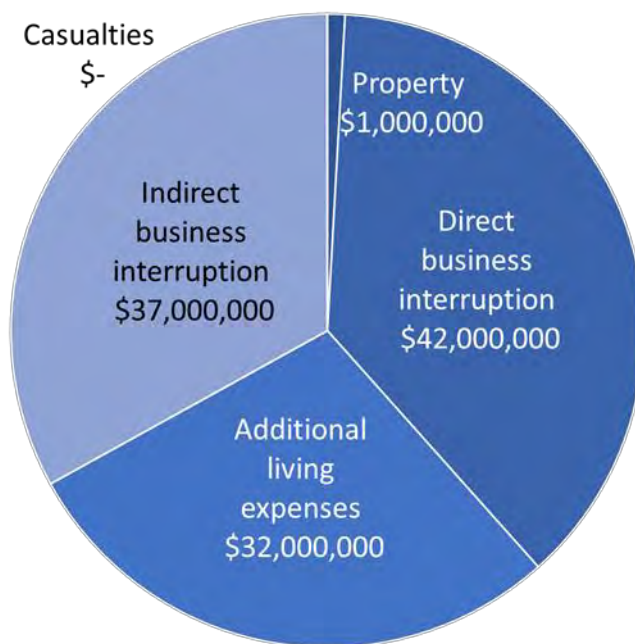 Casualties
$-
Property
$1,000,000
Indirect
business
interruption
$37,000,000
Direct
business
interruption
$42,000,000
Additional
living
expenses
$32,000,000